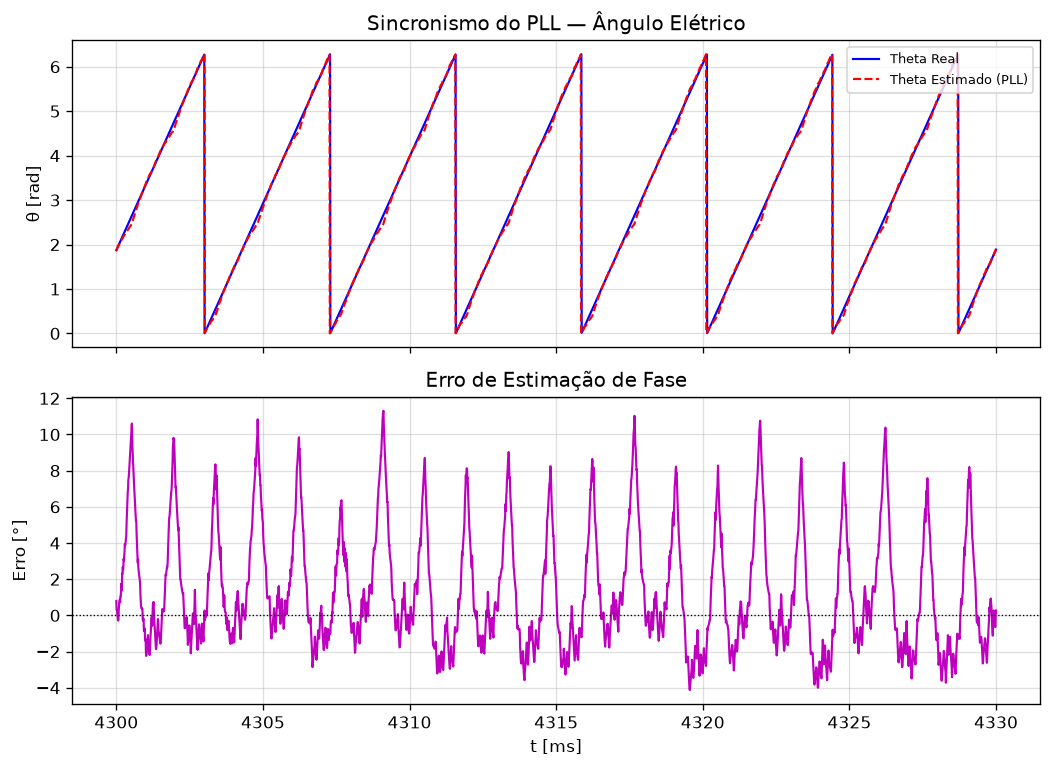 Sincronismo do PLL — Ângulo Elétrico
Theta Real
Theta Estimado (PLL)
θ [rad]
6
5
4
3
2
1
0
Erro de Estimação de Fase
Erro [°]
12
10
8
6
4
2
0
−2
−4
4300 4305 4310 4315 4320 4325 4330
t [ms]